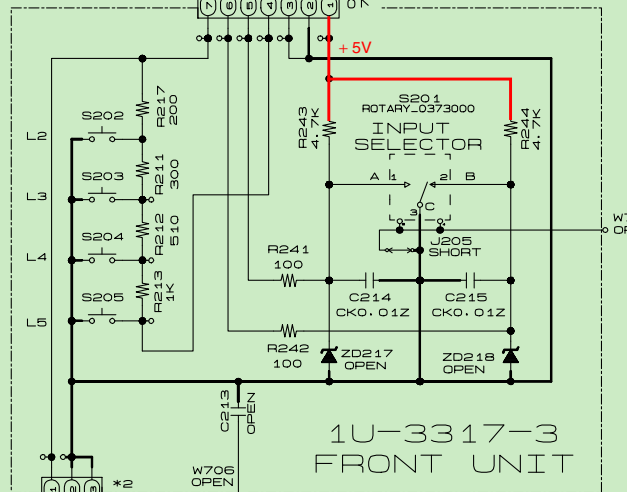 7 6 5 4 3 2 1
+5V
S201
ROTARY_0373000
INPUT
SELECTOR
R243
4.7K
R244
4.7K
R217
200
S202
L2
R211
300
S203
L3
A 1 2 B
3 C
R212
510
S204
L4
J205
SHORT
R241
100
R213
1K
S205
L5
C214
CK0.01Z
C215
CK0.01Z
R242
100
ZD217
OPEN
ZD218
OPEN
C213
OPEN
1U-3317-3
FRONT UNIT
W706
OPEN
1 2 3
*2